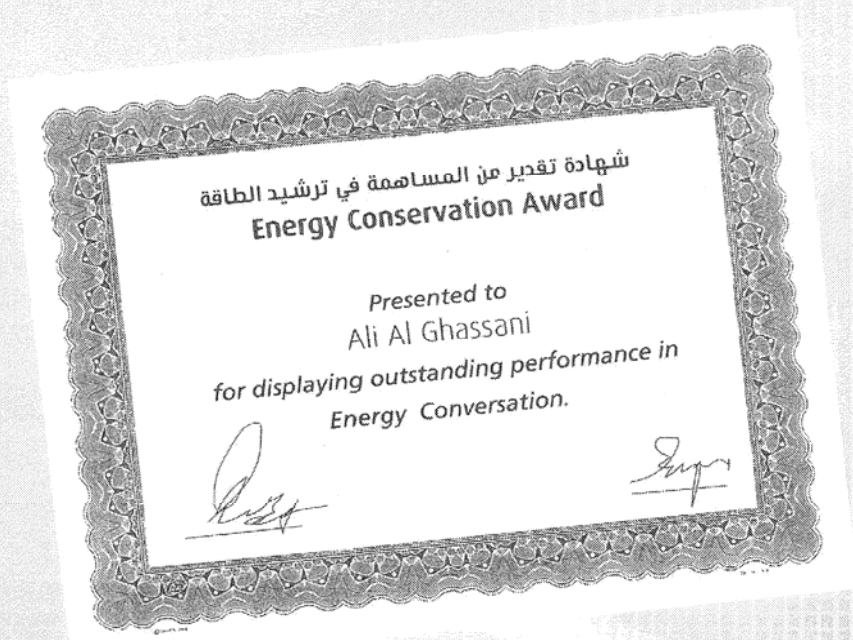 شهادة تقدير من المساهمة في ترشيد الطاقة
Energy Conservation Award
Presented to
Ali Al Ghassani
for displaying outstanding performance in
Energy Conversation.